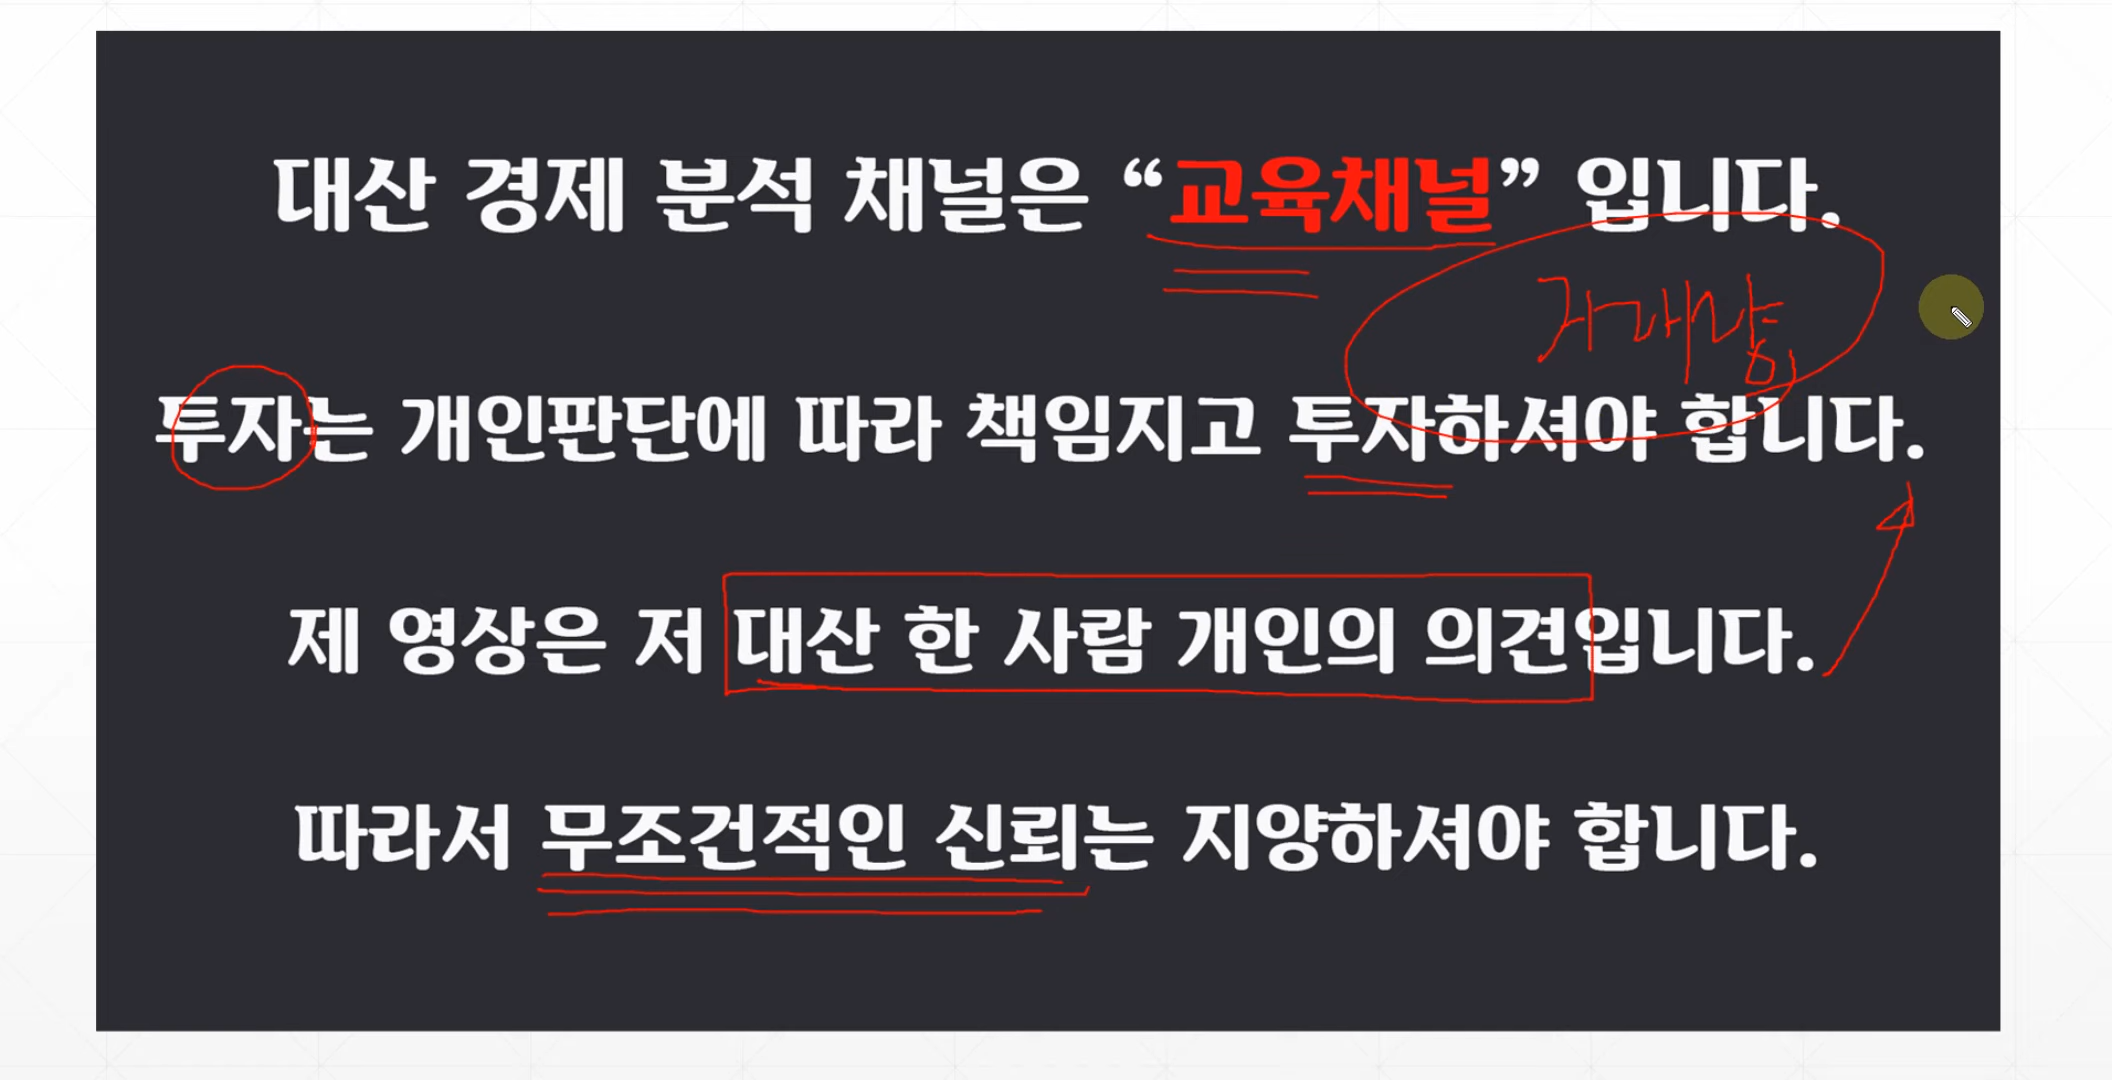 대산 경제 분석 채널은 “교육채널” 입니다.
거래량
투자는 개인판단에 따라 책임지고 투자하셔야 합니다.
제 영상은 저 대산 한 사람 개인의 의견입니다.
따라서 무조건적인 신뢰는 지양하셔야 합니다.